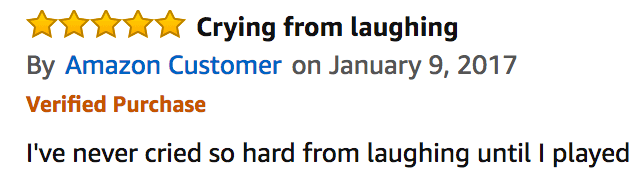 Crying from laughing
By Amazon Customer on January 9, 2017
Verified Purchase
I've never cried so hard from laughing until I played